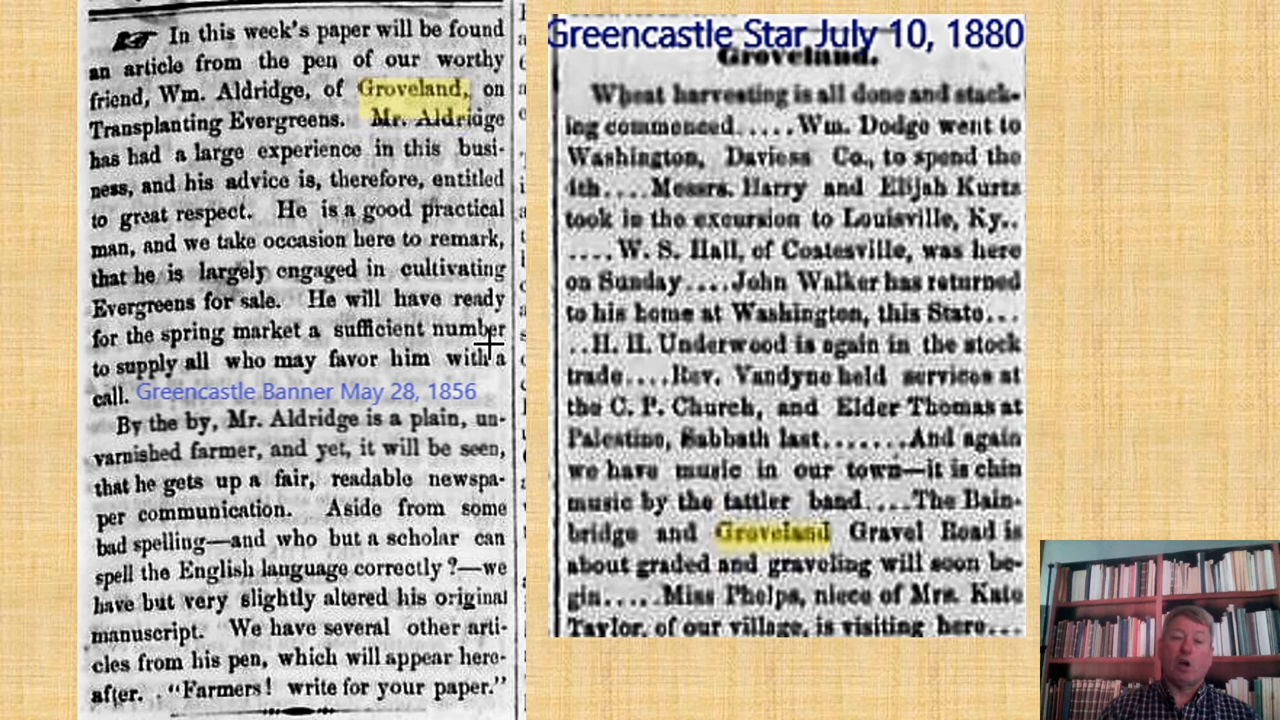 In this week's paper will be found
an article from the pen of our worthy
friend, Wm. Aldridge, of Groveland, on
Transplanting Evergreens. Mr. Aldridge
has had a large experience in this busi-
ness, and his advice is, therefore, entitled
to great respect. He is a good practical
man, and we take occasion here to remark,
that he is largely engaged in cultivating
Evergreens for sale. He will have ready
for the spring market a sufficient number
to supply all who may favor him with a
call. Greencastle Banner May 28, 1856
By the by, Mr. Aldridge is a plain, un-
varnished farmer, and yet, it will be seen,
that he gets up a fair, readable newspa-
per communication. Aside from some
bad spelling—and who but a scholar can
spell the English language correctly?—we
have but very slightly altered his original
manuscript. We have several other arti-
cles from his pen, which will appear here-
after. "Farmers! write for your paper."
Greencastle Star July 10, 1880
Groveland.
Wheat harvesting is all done and stack-
ing commenced.....Wm. Dodge went to
Washington, Daviess Co., to spend the
4th....Messrs. Harry and Elijah Kurtz
took in the excursion to Louisville, Ky..
....W. S. Hall, of Coatesville, was here
on Sunday....John Walker has returned
to his home at Washington, this State...
..H. H. Underwood is again in the stock
trade....Rev. Vandyne held services at
the C. P. Church, and Elder Thomas at
Palestine, Sabbath last.......And again
we have music in our town—it is chin
music by the tattler band....The Bain-
bridge and Groveland Gravel Road is
about graded and graveling will soon be-
gin.....Miss Phelps, niece of Mrs. Kate
Taylor, of our village, is visiting here...